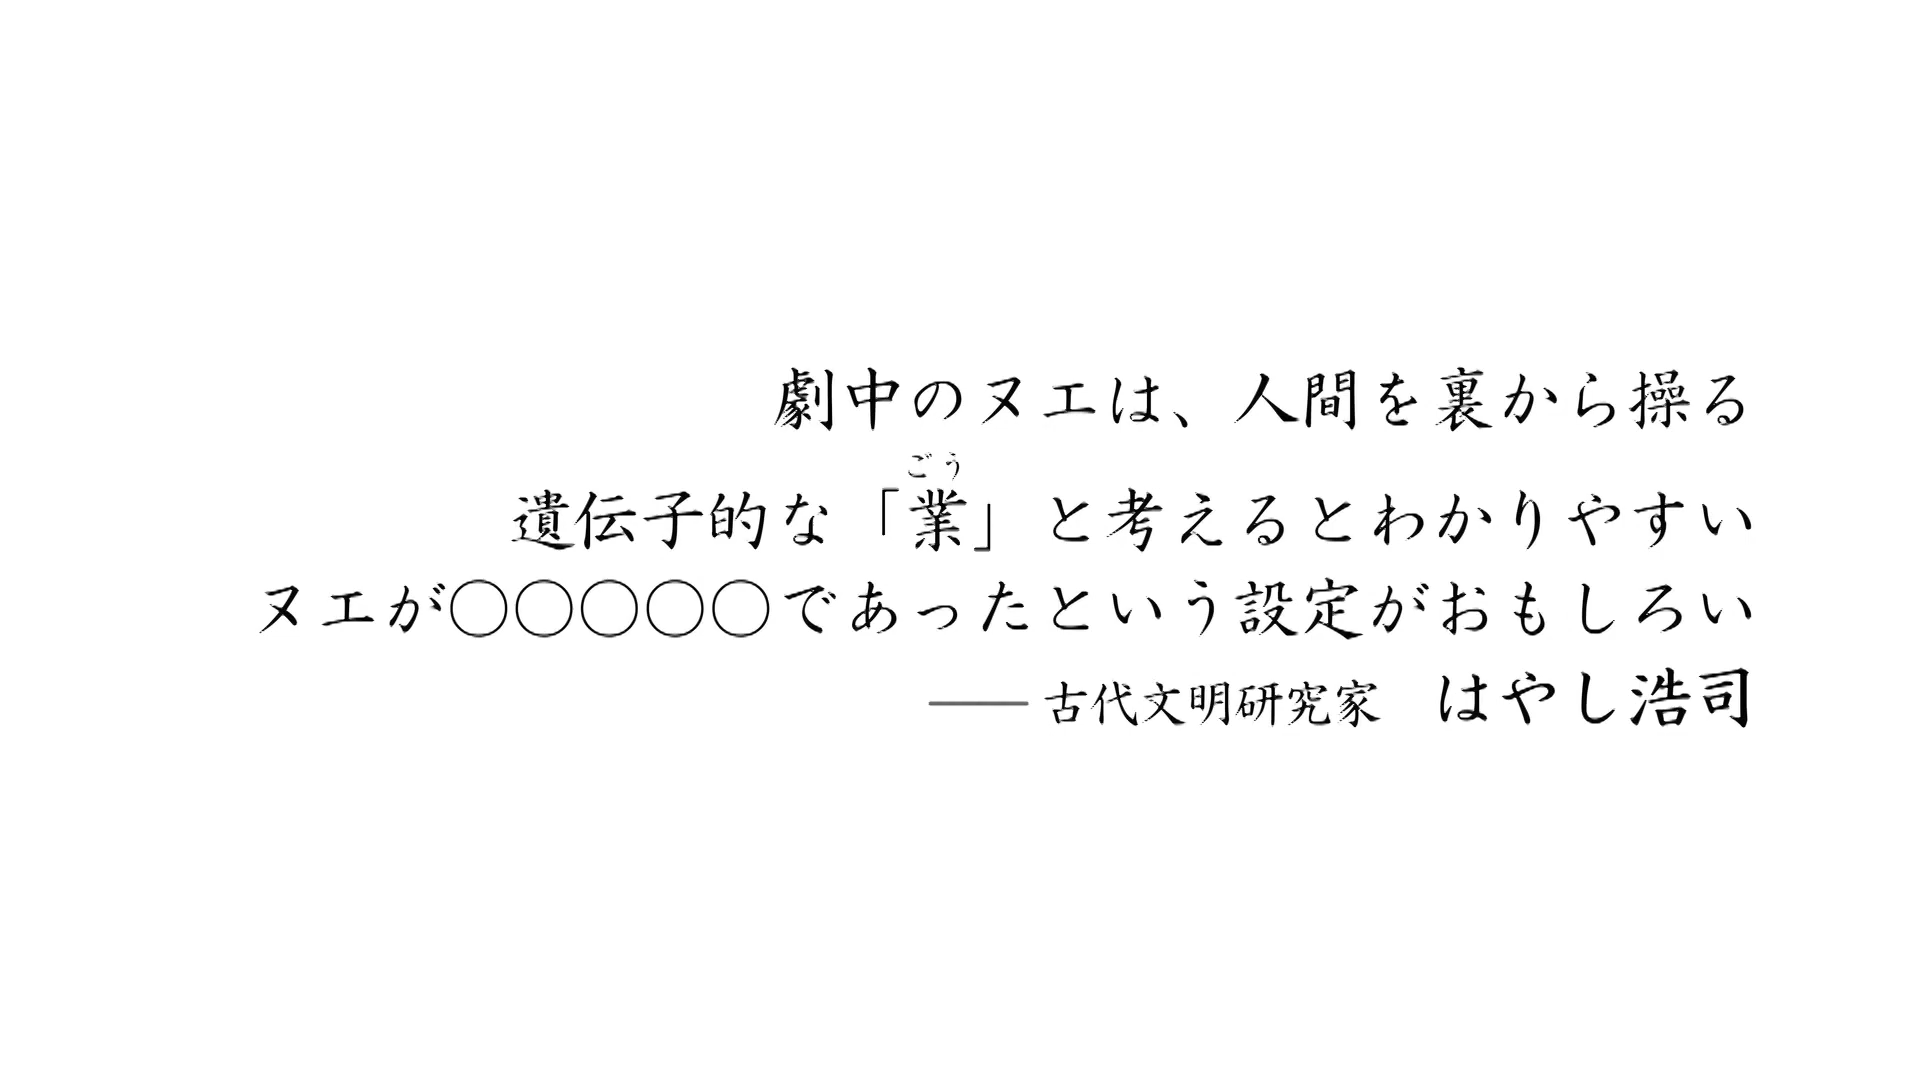 劇中のヌエは、人間を裏から操る
ごう
遺伝子的な「業」と考えるとわかりやすい
ヌエが○○○○○であったという設定がおもしろい
── 古代文明研究家　はやし浩司